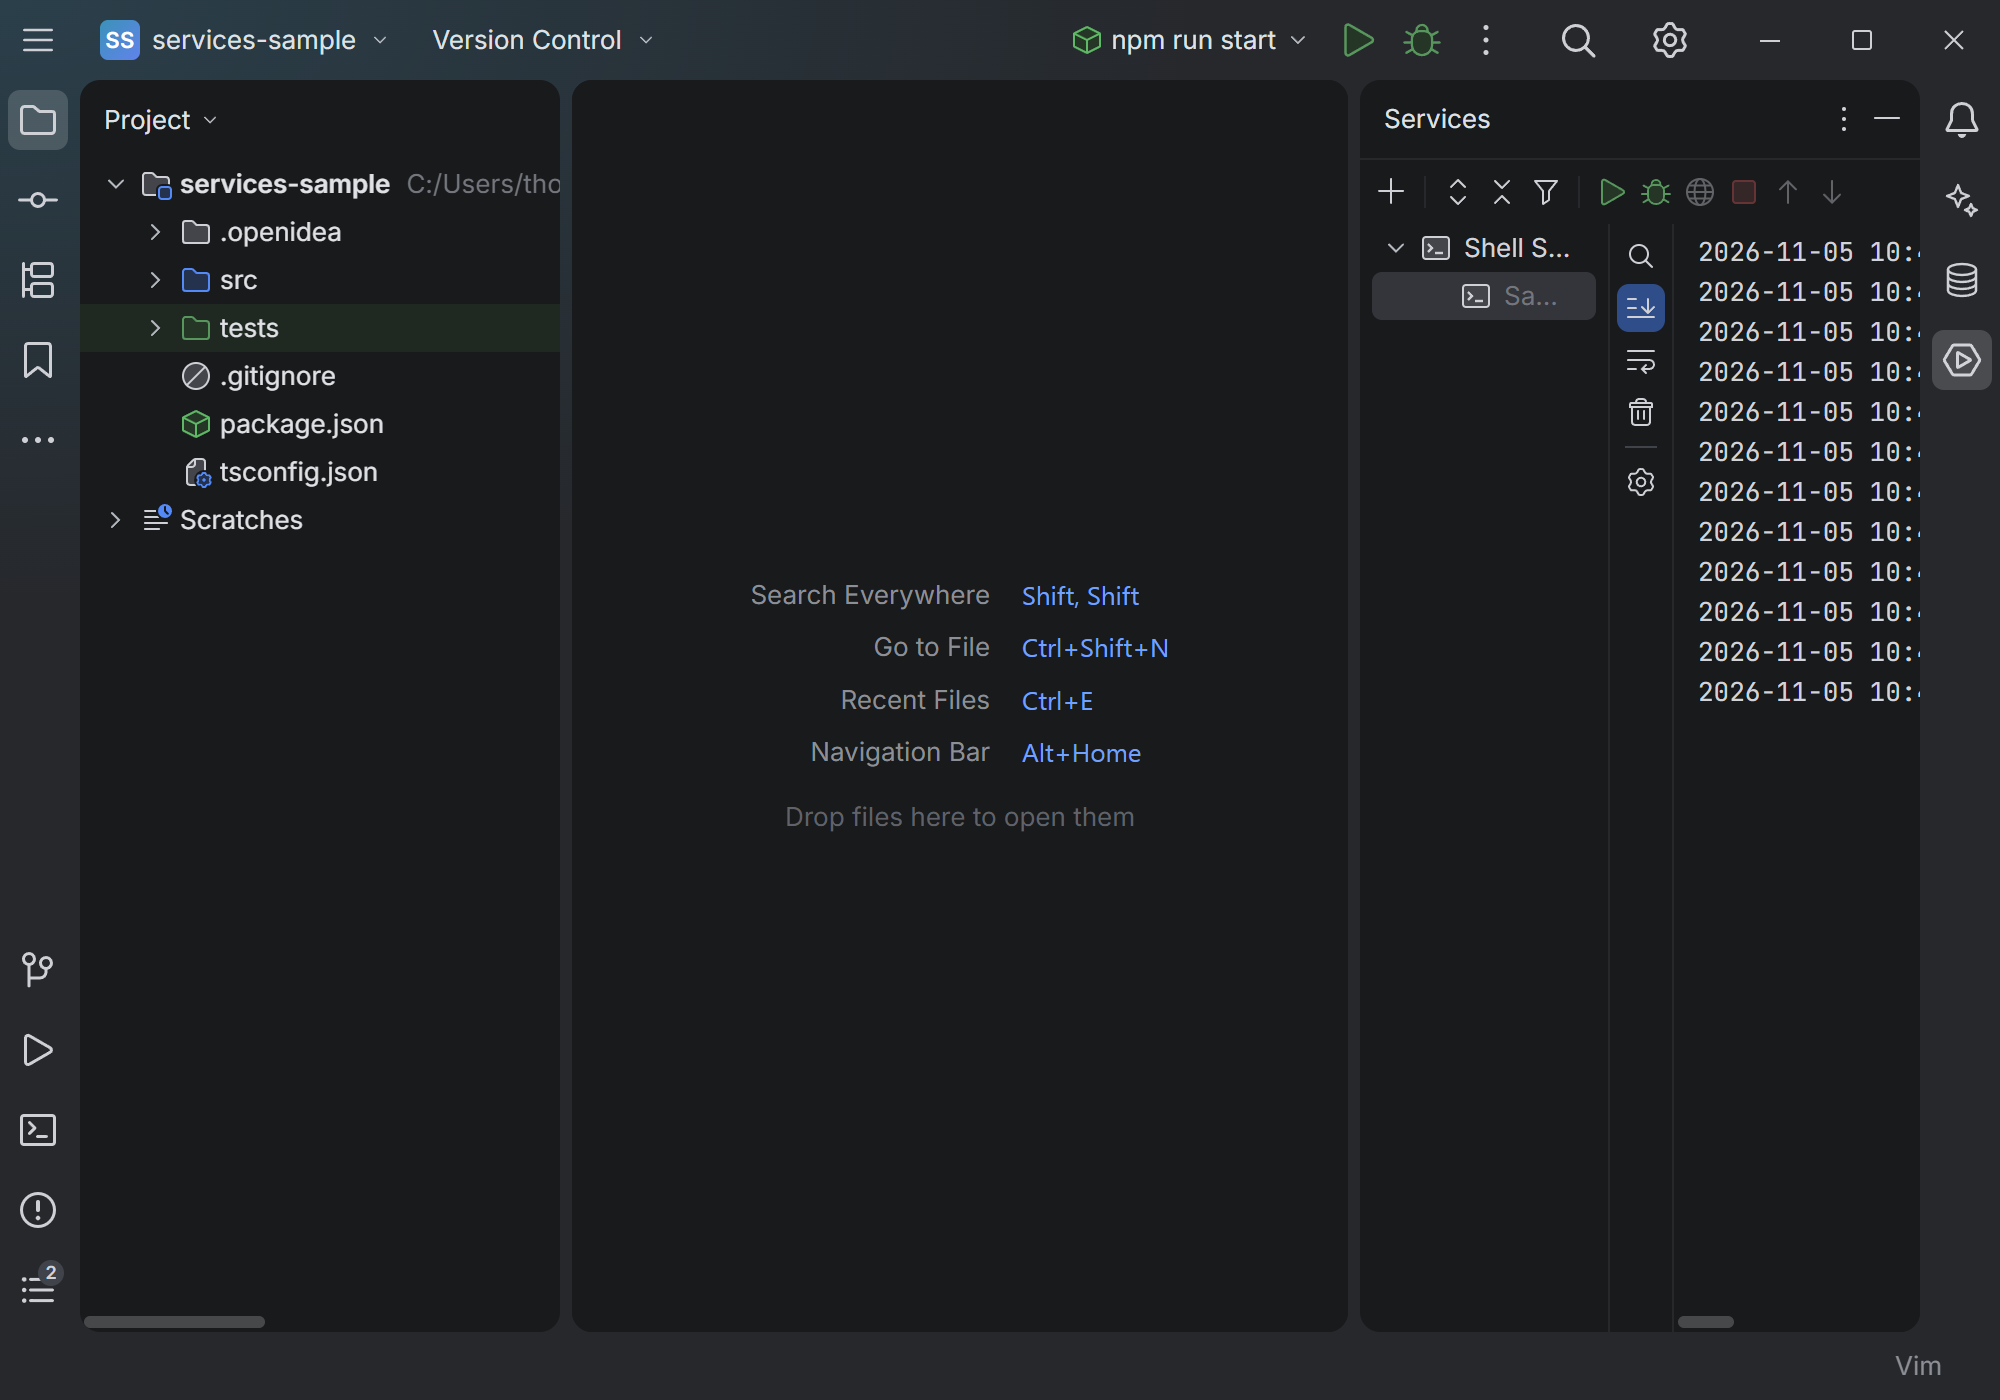 SS services-sample Version Control npm run start
Project
services-sample C:/Users/tho
.openidea
src
tests
.gitignore
package.json
tsconfig.json
Scratches
2
Search Everywhere Shift, Shift
Go to File Ctrl+Shift+N
Recent Files Ctrl+E
Navigation Bar Alt+Home
Drop files here to open them
Services
Shell S...
Sa...
2026-11-05 10:
2026-11-05 10:
2026-11-05 10:
2026-11-05 10:
2026-11-05 10:
2026-11-05 10:
2026-11-05 10:
2026-11-05 10:
2026-11-05 10:
2026-11-05 10:
2026-11-05 10:
2026-11-05 10:
Vim